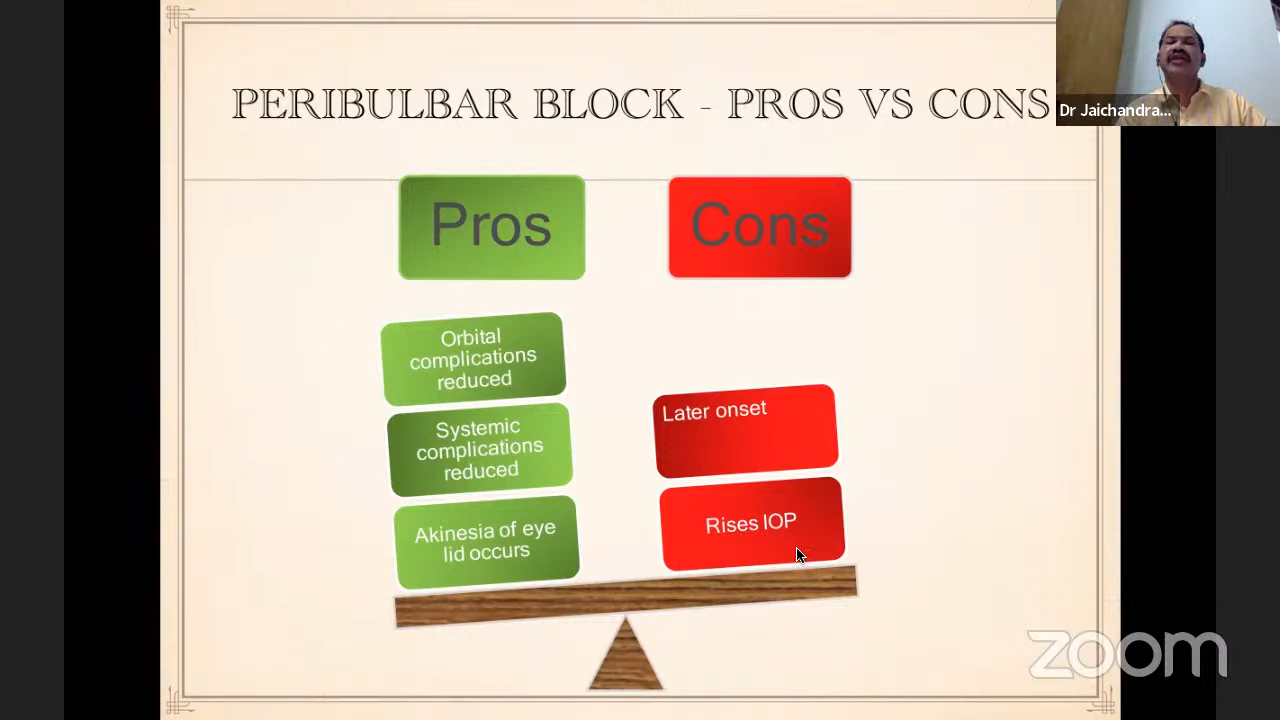 PERIBULBAR BLOCK - PROS VS CONS
Dr Jaichandra...
Pros
Cons
Orbital
complications
reduced
Systemic
complications
reduced
Akinesia of eye
lid occurs
Later onset
Rises IOP
zoom